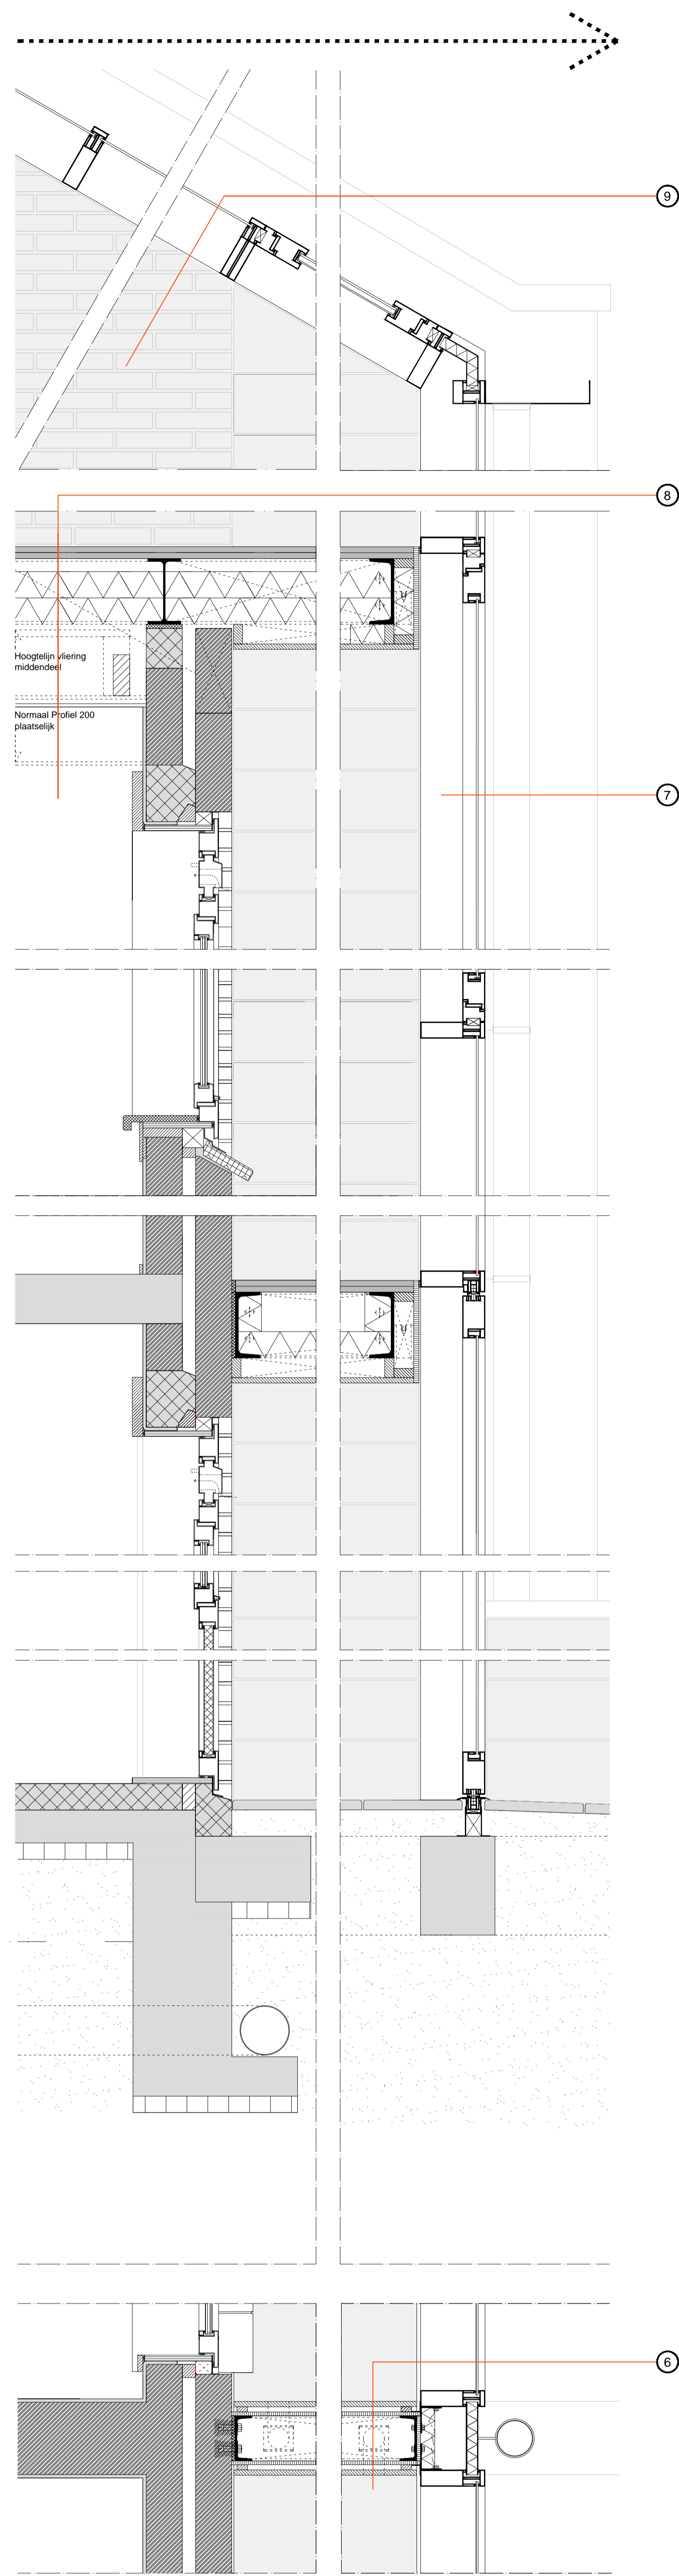 9
8
Hoogtelijn vliering
middendeel
Normaal Profiel 200
plaatselijk
7
6